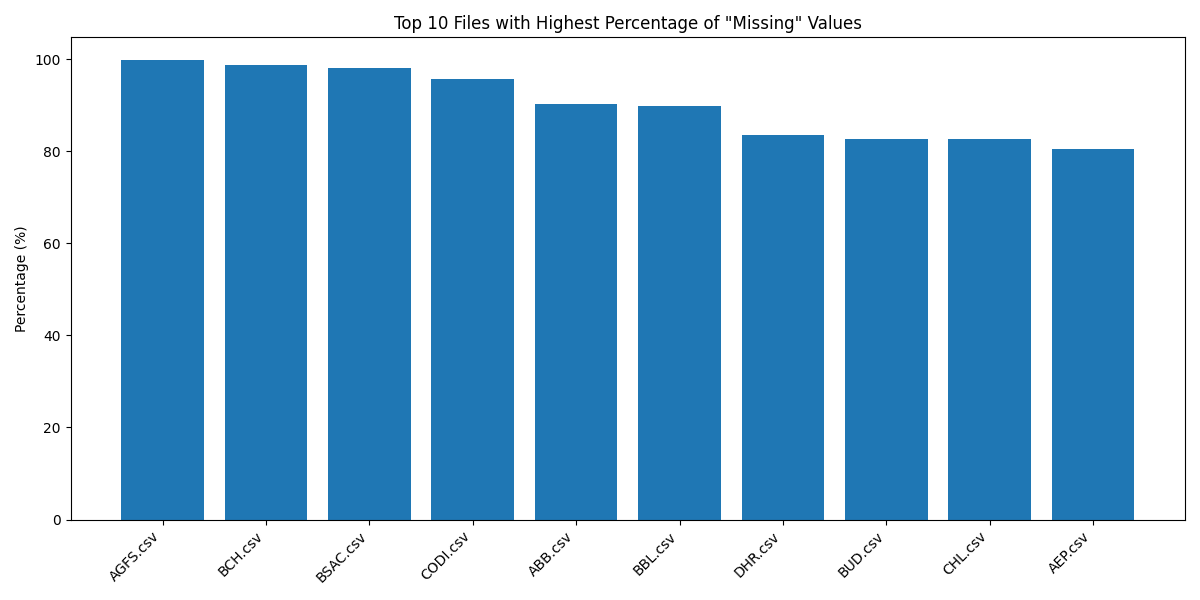 Top 10 Files with Highest Percentage of "Missing" Values
Percentage (%)
100
80
60
40
20
0
AGFS.csv
BCH.csv
BSAC.csv
CODI.csv
ABB.csv
BBL.csv
DHR.csv
BUD.csv
CHL.csv
AEP.csv